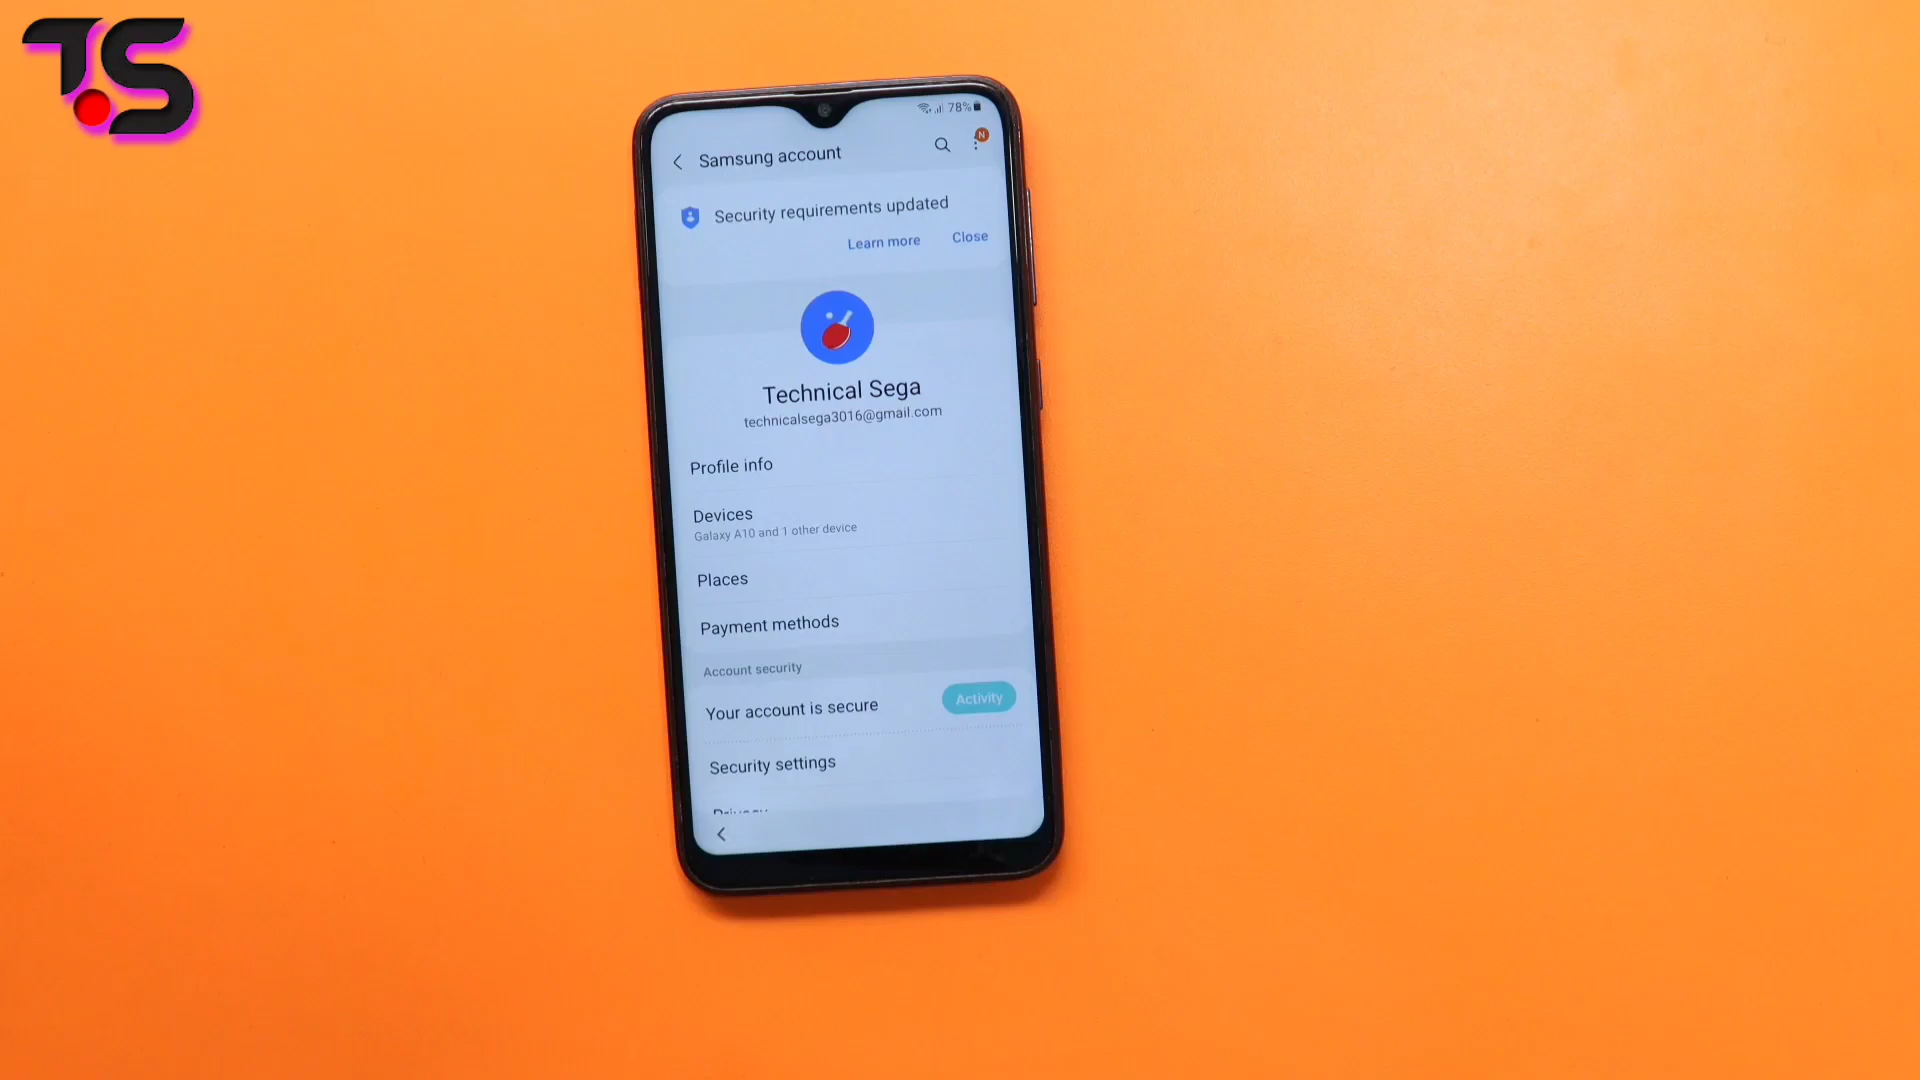 T.S
78%
N
Samsung account
Security requirements updated
Learn more Close
Technical Sega
technicalsega3016@gmail.com
Profile info
Devices
Galaxy A10 and 1 other device
Places
Payment methods
Account security
Your account is secure Activity
Security settings
Privacy